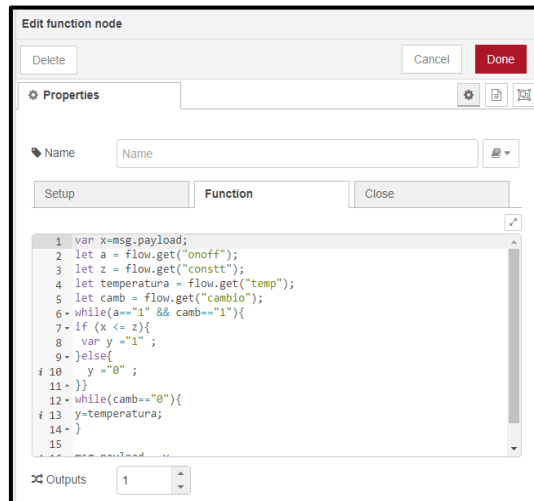 Edit function node
Delete Cancel Done
Properties
Name Name
Setup Function Close
1 var x=msg.payload;
2 let a = flow.get("onoff");
3 let z = flow.get("constt");
4 let temperatura = flow.get("temp");
5 let camb = flow.get("cambio");
6 while(a=="1" && camb=="1"){
7 if (x <= z){
8 var y ="1" ;
9 }else{
i 10 y ="0" ;
11 }}
12 while(camb=="0"){
i 13 y=temperatura;
14 }
15
Outputs 1